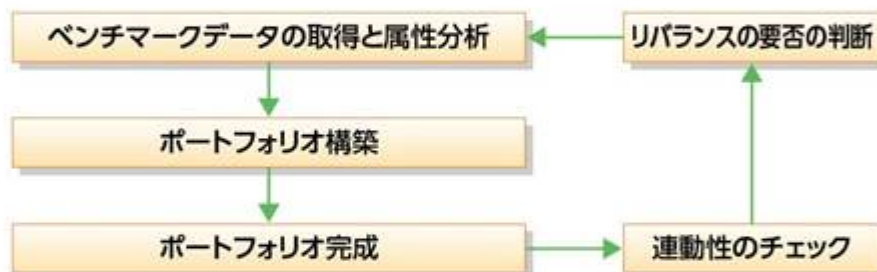 ベンチマークデータの取得と属性分析
リバランスの要否の判断
ポートフォリオ構築
ポートフォリオ完成
連動性のチェック